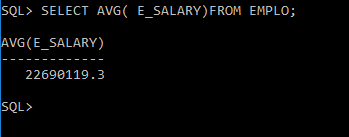 SQL> SELECT AVG( E_SALARY)FROM EMPLO;
AVG(E_SALARY)
-------------
22690119.3
SQL>